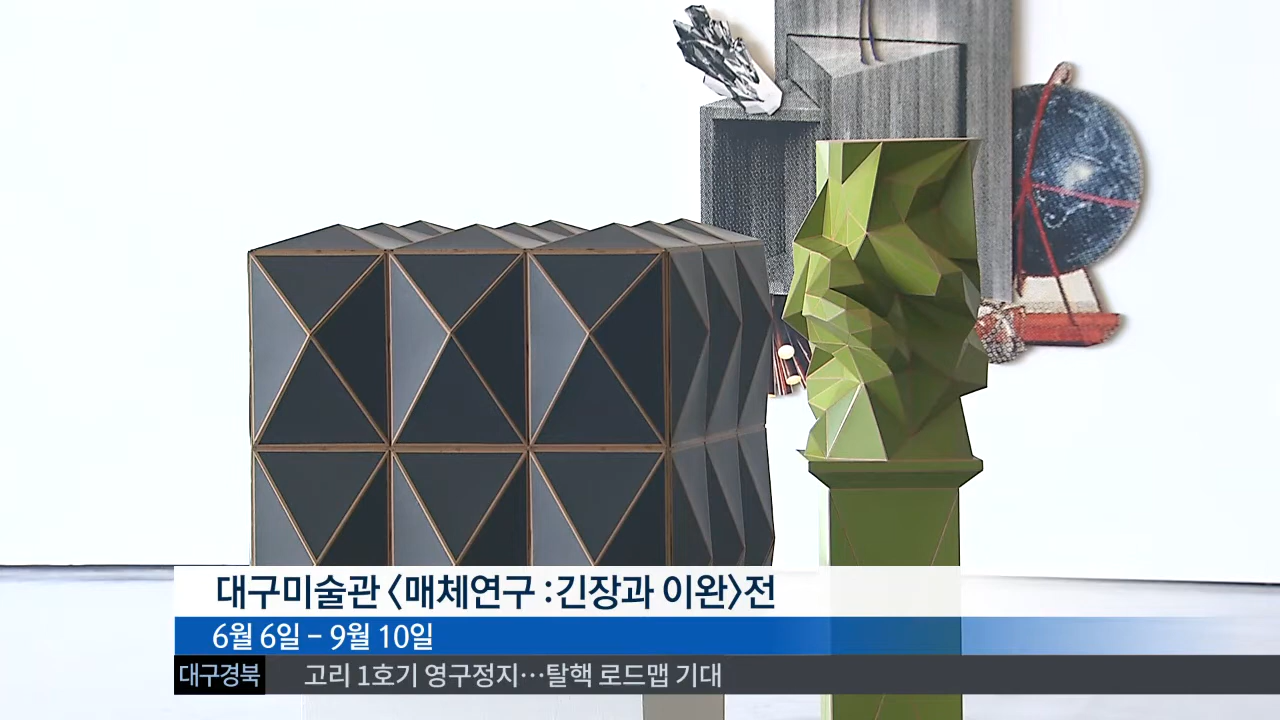 대구미술관 〈매체연구 :긴장과 이완〉전
6월 6일 – 9월 10일
대구경북 고리 1호기 영구정지…탈핵 로드맵 기대